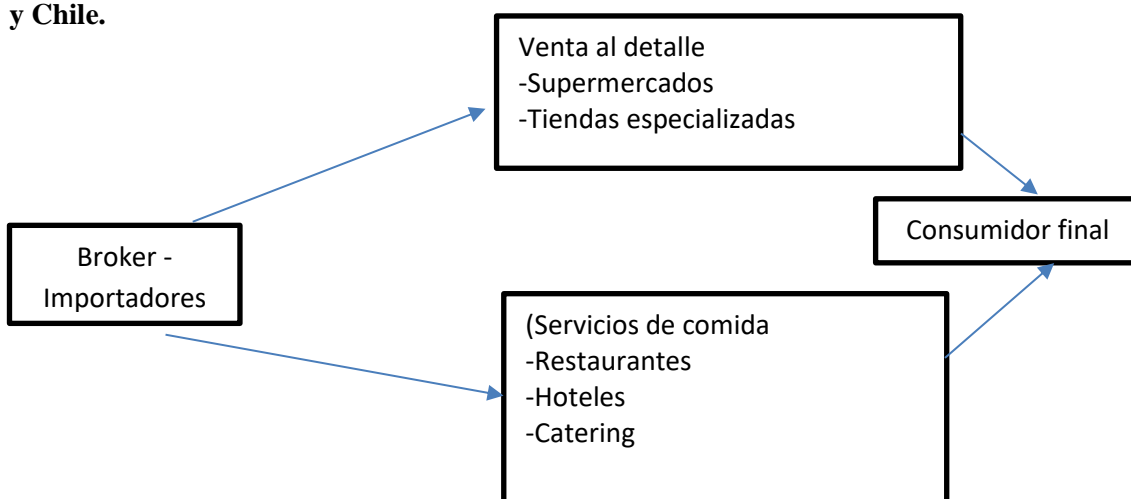 y Chile.
Venta al detalle
-Supermercados
-Tiendas especializadas
Broker -
Importadores
Consumidor final
(Servicios de comida
-Restaurantes
-Hoteles
-Catering